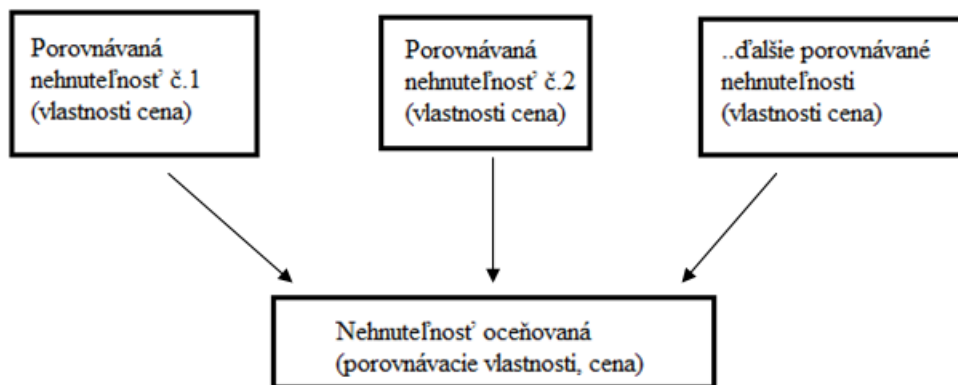 Porovnávaná
nehnuteľnosť č.1
(vlastnosti cena)
Porovnávaná
nehnuteľnosť č.2
(vlastnosti cena)
..ďalšie porovnávané
nehnuteľnosti
(vlastnosti cena)
Nehnuteľnosť oceňovaná
(porovnávacie vlastnosti, cena)